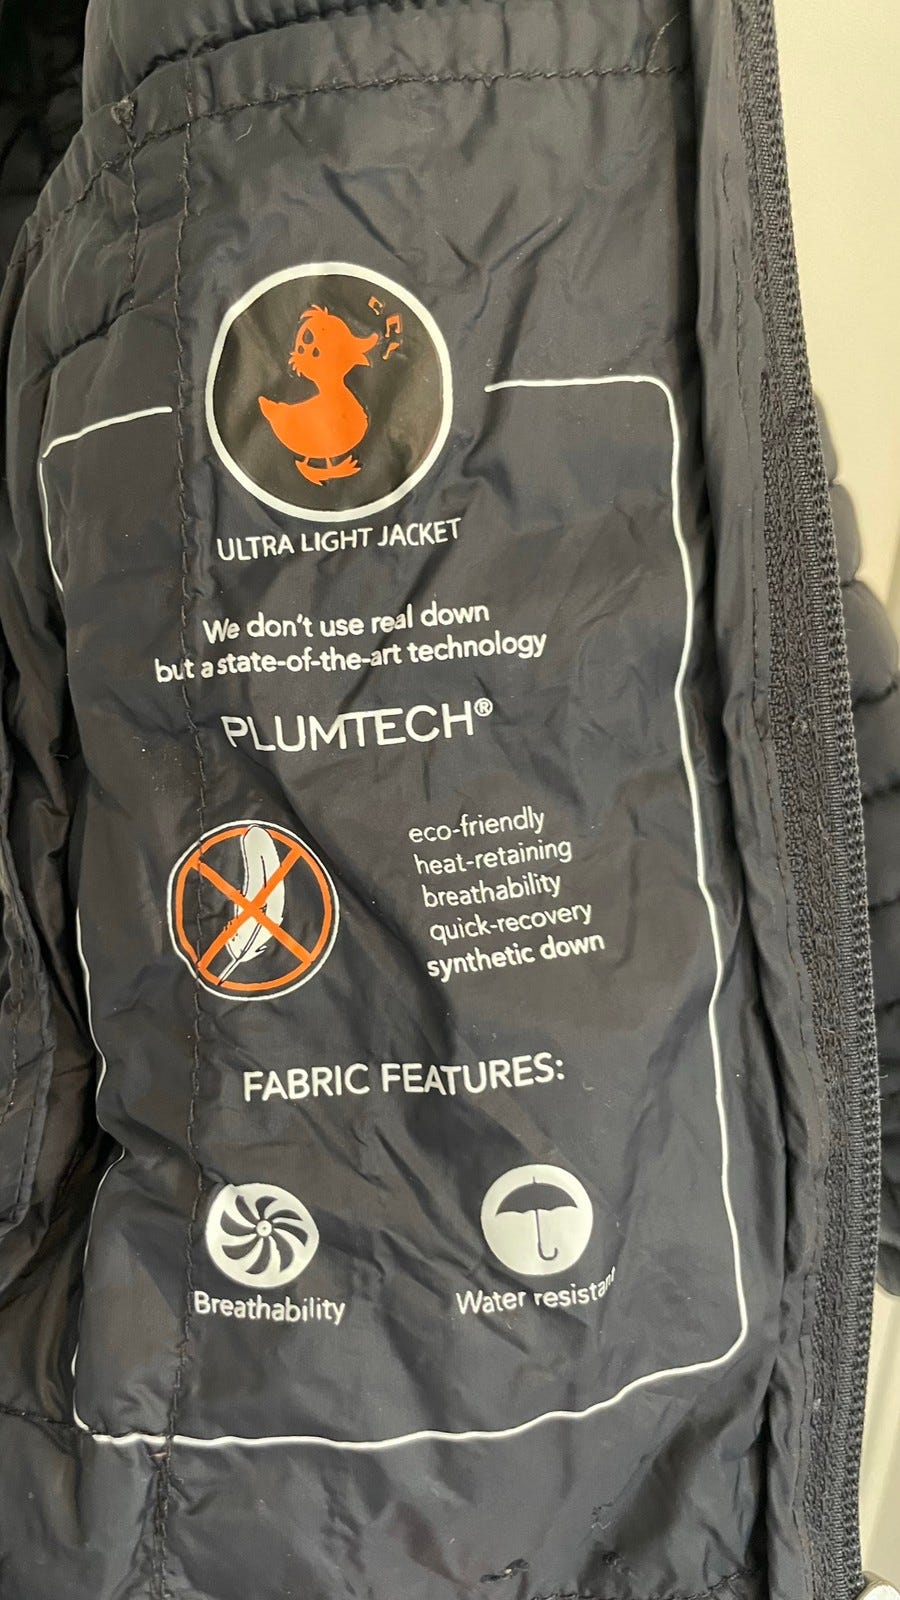 ULTRA LIGHT JACKET
We don't use real down
but a state-of-the-art technology
PLUMTECH®
eco-friendly
heat-retaining
breathability
quick-recovery
synthetic down
FABRIC FEATURES:
Breathability
Water resistant